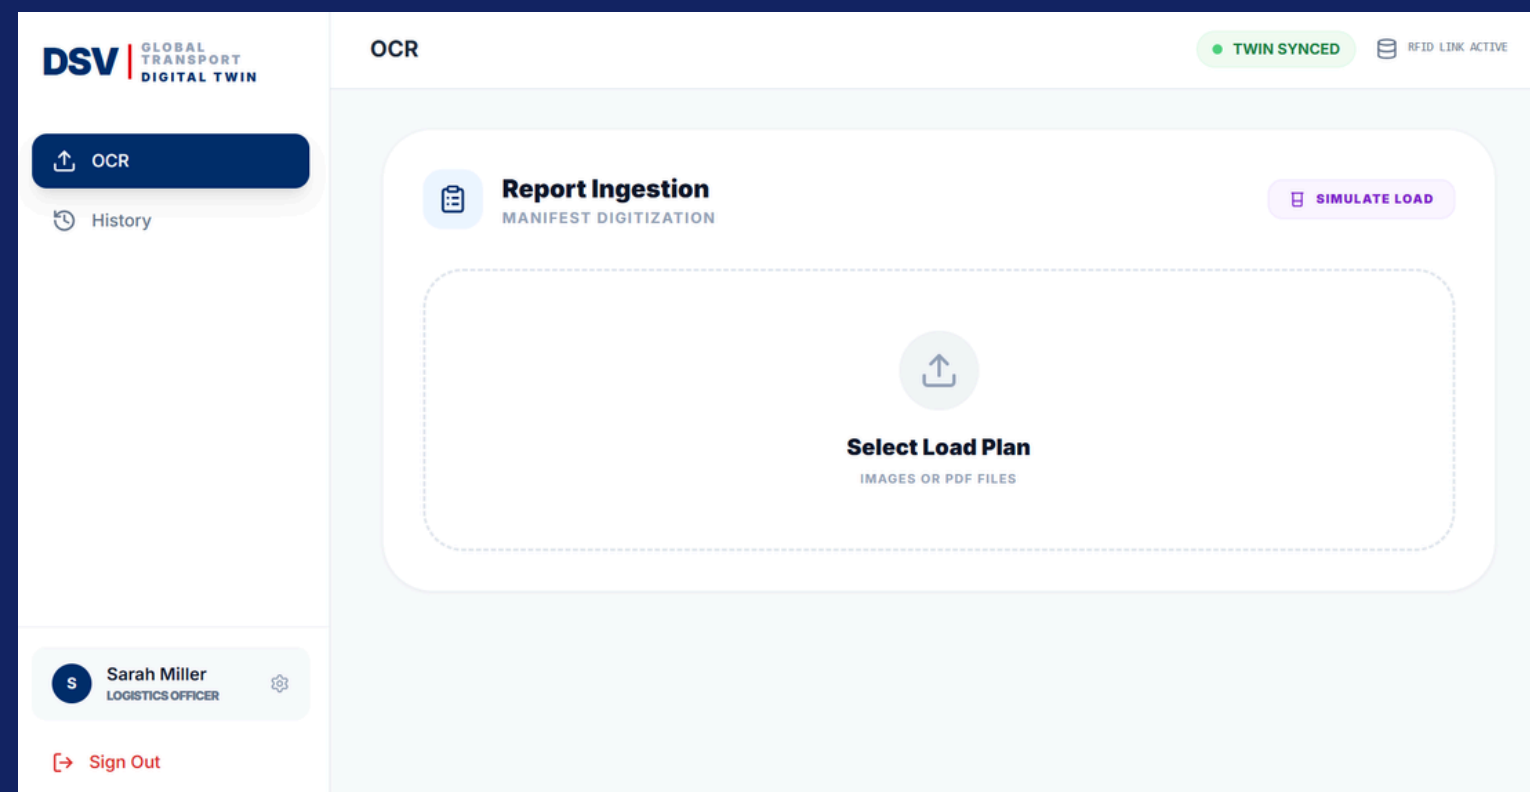 DSV
GLOBAL
TRANSPORT
DIGITAL TWIN
OCR
History
Sarah Miller
S
LOGISTICS OFFICER
Sign Out
OCR
TWIN SYNCED
RFID LINK ACTIVE
Report Ingestion
MANIFEST DIGITIZATION
SIMULATE LOAD
Select Load Plan
IMAGES OR PDF FILES